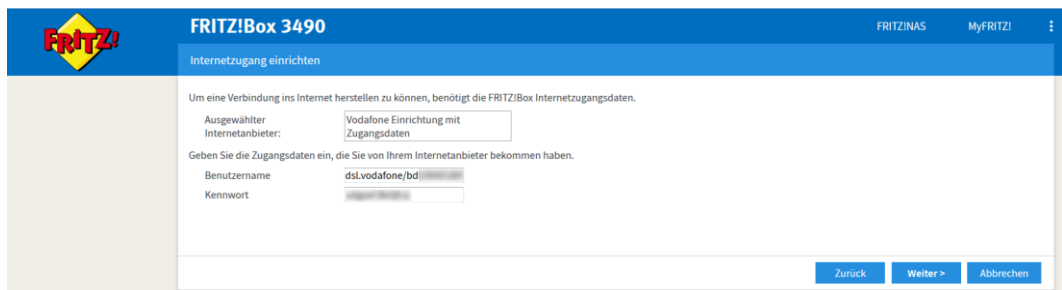 FRITZ!
FRITZ!Box 3490
FRITZ!NAS
MyFRITZ!
Internetzugang einrichten
Um eine Verbindung ins Internet herstellen zu können, benötigt die FRITZ!Box Internetzugangsdaten.
Ausgewählter
Internetanbieter:
Vodafone Einrichtung mit
Zugangsdaten
Geben Sie die Zugangsdaten ein, die Sie von Ihrem Internetanbieter bekommen haben.
Benutzername
dsl.vodafone/bd
Kennwort
Zurück
Weiter >
Abbrechen